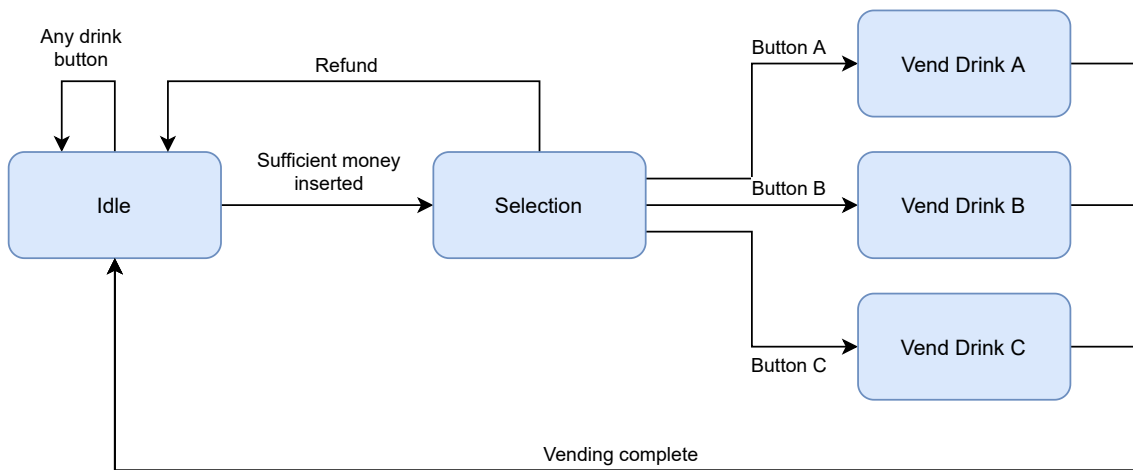 Any drink
button
Refund
Button A
Vend Drink A
Idle
Sufficient money
inserted
Selection
Button B
Vend Drink B
Button C
Vend Drink C
Vending complete